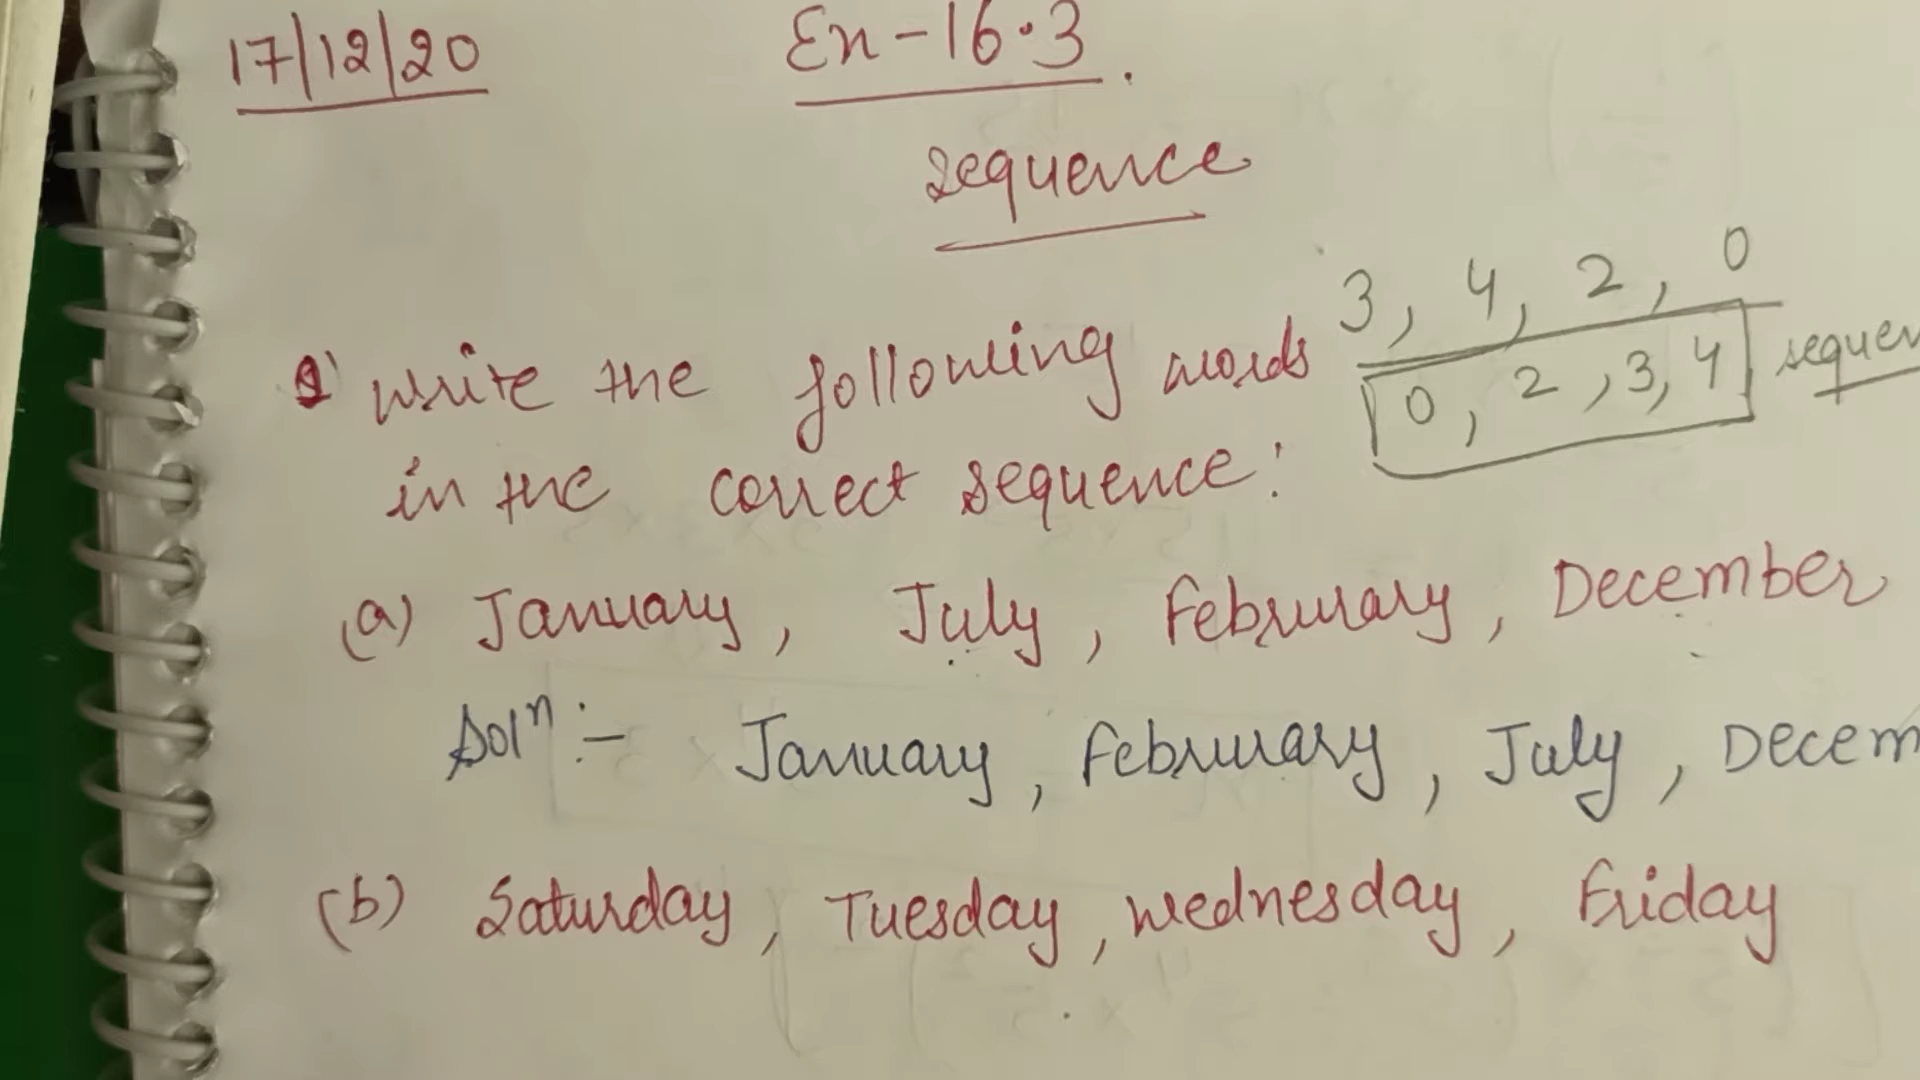 17/12/20
Ex-16.3.
sequence
3, 4, 2, 0
0, 2, 3, 4 sequen
Q' write the following words
in the correct sequence:
(a) January, July, February, December
Solⁿ:- January, February, July, Decem
(b) Saturday, Tuesday, wednesday, Friday